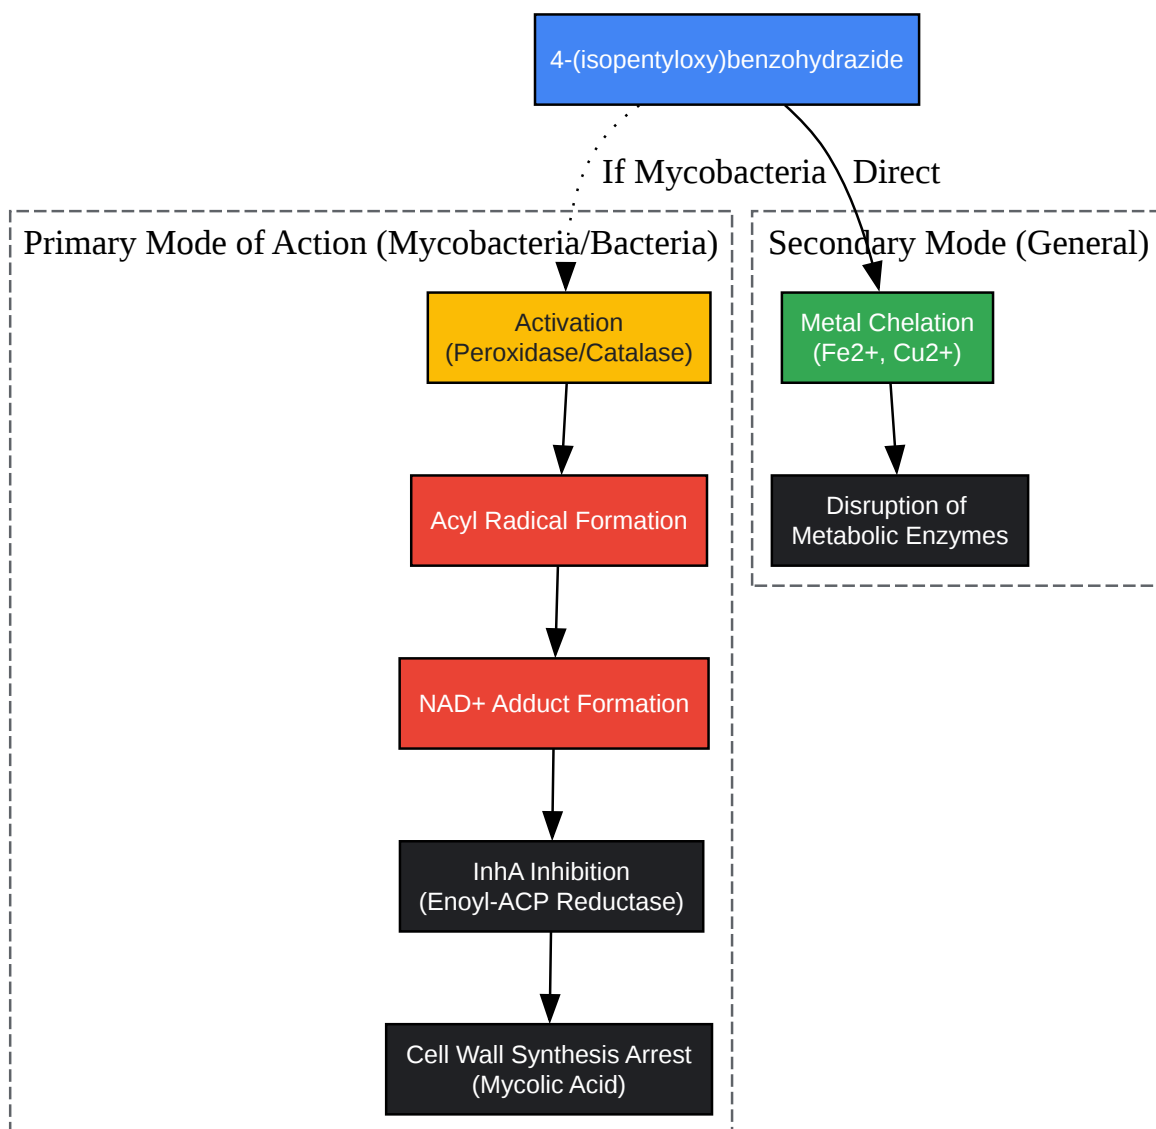 4-(isopentyloxy)benzohydrazide
If Mycobacteria
Direct
Primary Mode of Action (Mycobacteria/Bacteria)
Activation
(Peroxidase/Catalase)
Acyl Radical Formation
NAD+ Adduct Formation
InhA Inhibition
(Enoyl-ACP Reductase)
Cell Wall Synthesis Arrest
(Mycolic Acid)
Secondary Mode (General)
Metal Chelation
(Fe2+, Cu2+)
Disruption of
Metabolic Enzymes